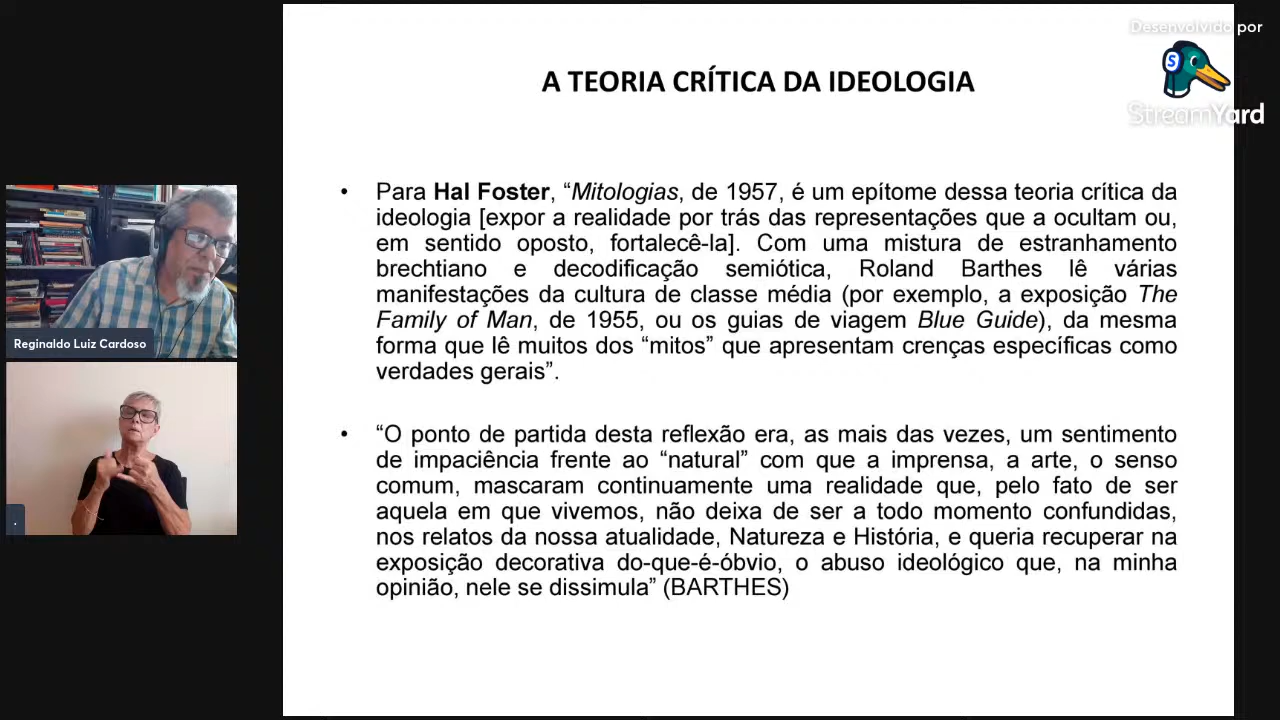 Desenvolvido por
StreamYard
A TEORIA CRÍTICA DA IDEOLOGIA
• Para Hal Foster, “Mitologias, de 1957, é um epítome dessa teoria crítica da
ideologia [expor a realidade por trás das representações que a ocultam ou,
em sentido oposto, fortalecê-la]. Com uma mistura de estranhamento
brechtiano e decodificação semiótica, Roland Barthes lê várias
manifestações da cultura de classe média (por exemplo, a exposição The
Family of Man, de 1955, ou os guias de viagem Blue Guide), da mesma
forma que lê muitos dos “mitos” que apresentam crenças específicas como
verdades gerais”.
• “O ponto de partida desta reflexão era, as mais das vezes, um sentimento
de impaciência frente ao “natural” com que a imprensa, a arte, o senso
comum, mascaram continuamente uma realidade que, pelo fato de ser
aquela em que vivemos, não deixa de ser a todo momento confundidas,
nos relatos da nossa atualidade, Natureza e História, e queria recuperar na
exposição decorativa do-que-é-óbvio, o abuso ideológico que, na minha
opinião, nele se dissimula” (BARTHES)
Reginaldo Luiz Cardoso
.